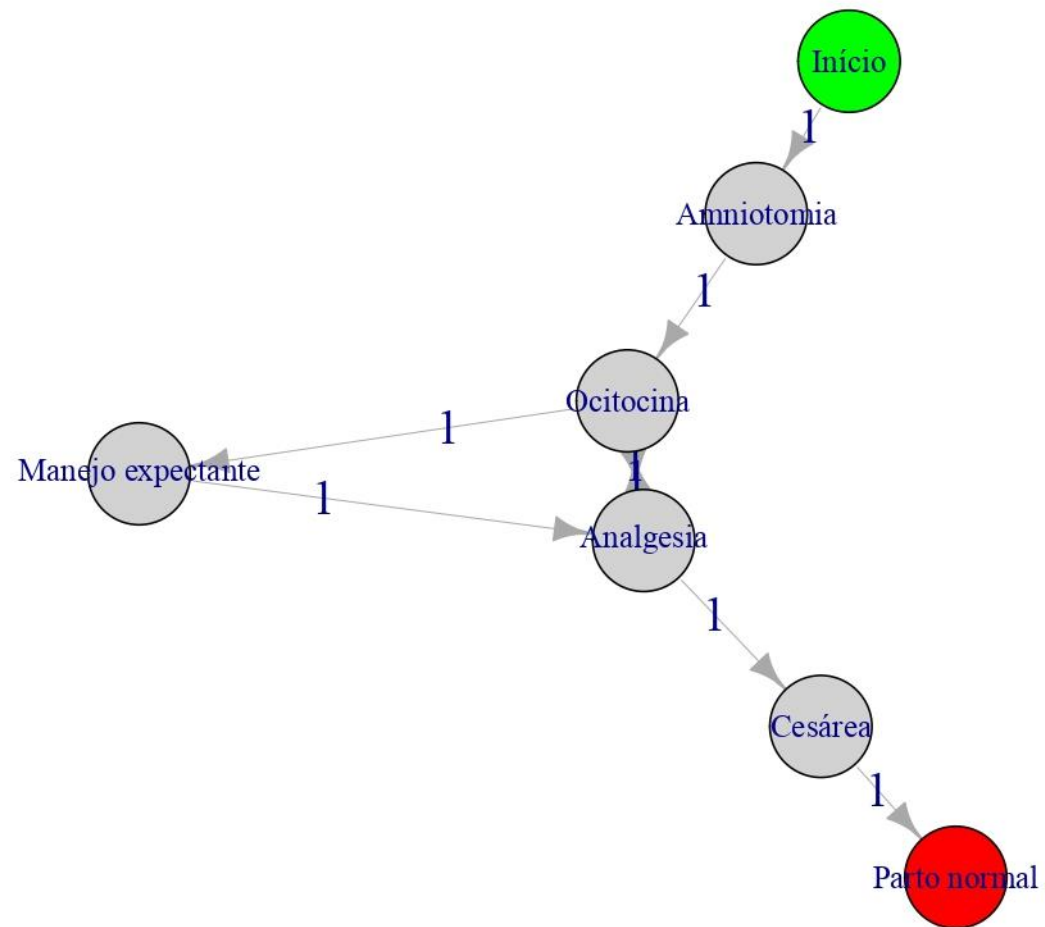 Início
1
Amniotomia
1
Ocitocina
1
Manejo expectante
1
1
Analgesia
1
Cesárea
1
Parto normal